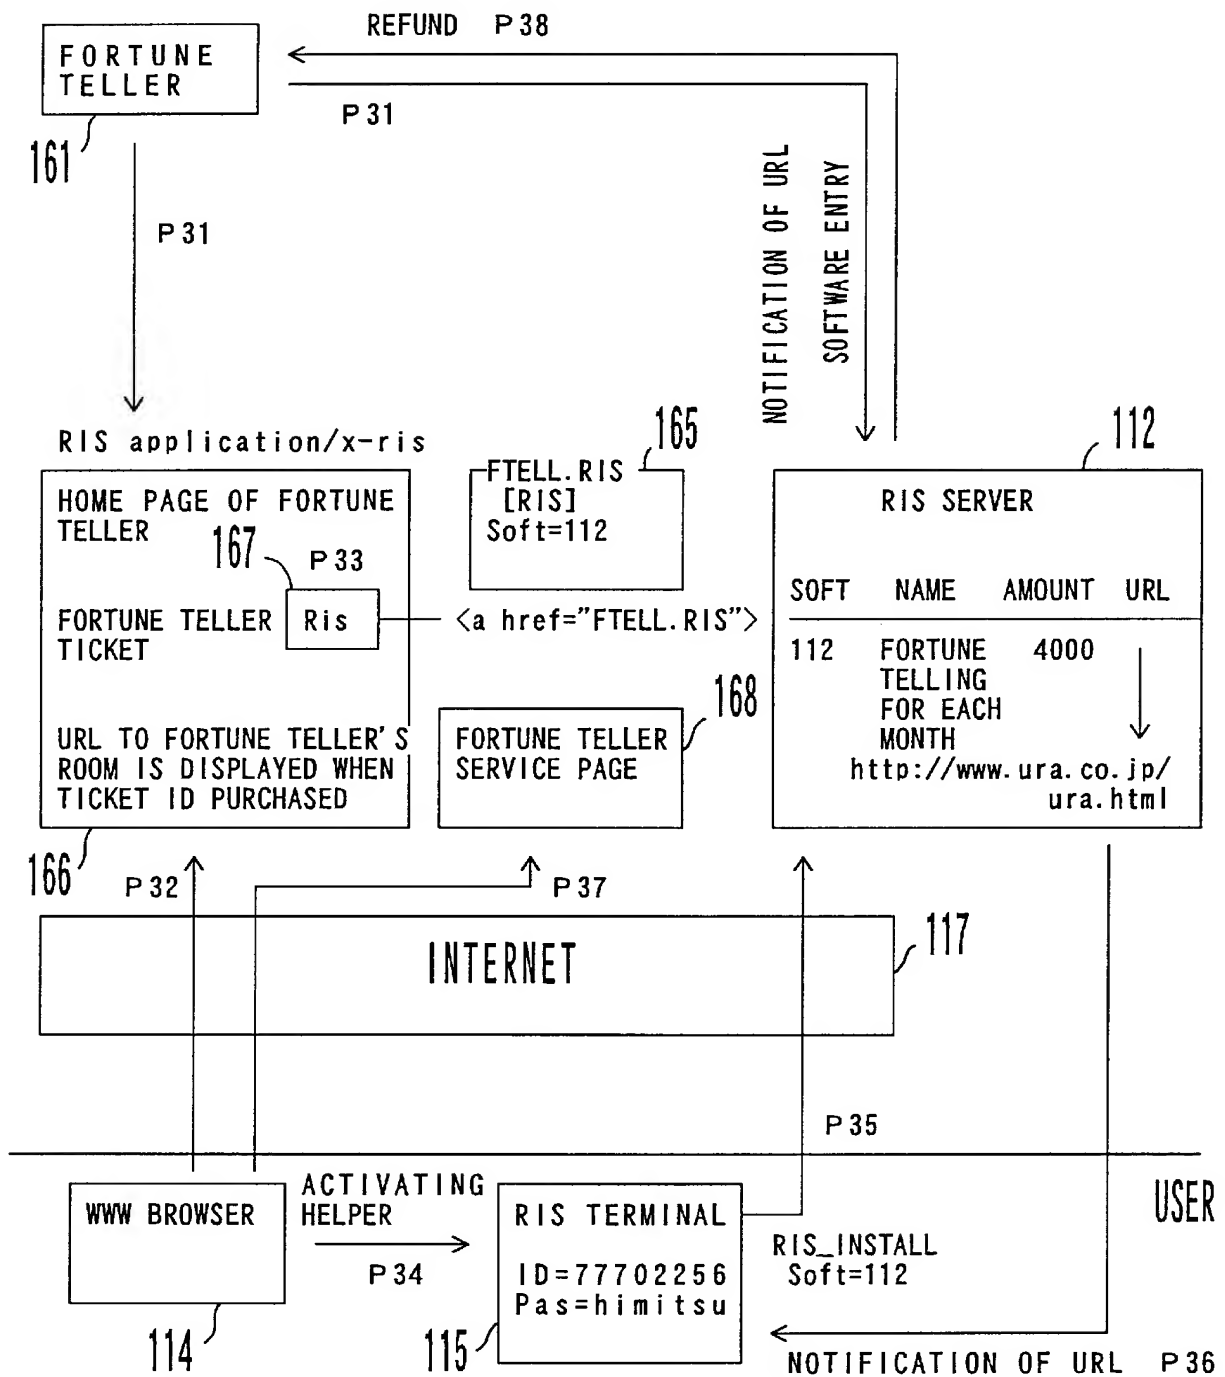 REFUND P38
FORTUNE
TELLER
P31
161
P31
NOTIFICATION OF URL
SOFTWARE ENTRY
RIS application/x-ris
165
112
HOME PAGE OF FORTUNE
TELLER
167
P33
FORTUNE TELLER
TICKET
Ris
URL TO FORTUNE TELLER'S
ROOM IS DISPLAYED WHEN
TICKET ID PURCHASED
FTELL.RIS
[RIS]
Soft=112
<a href="FTELL.RIS">
168
FORTUNE TELLER
SERVICE PAGE
RIS SERVER
SOFT NAME AMOUNT URL
112 FORTUNE 4000
TELLING
FOR EACH
MONTH
http://www.ura.co.jp/
ura.html
166
P32
P37
INTERNET
117
P35
USER
WWW BROWSER
ACTIVATING
HELPER
P34
RIS TERMINAL
ID=77702256
Pas=himitsu
RIS_INSTALL
Soft=112
114
115
NOTIFICATION OF URL P36